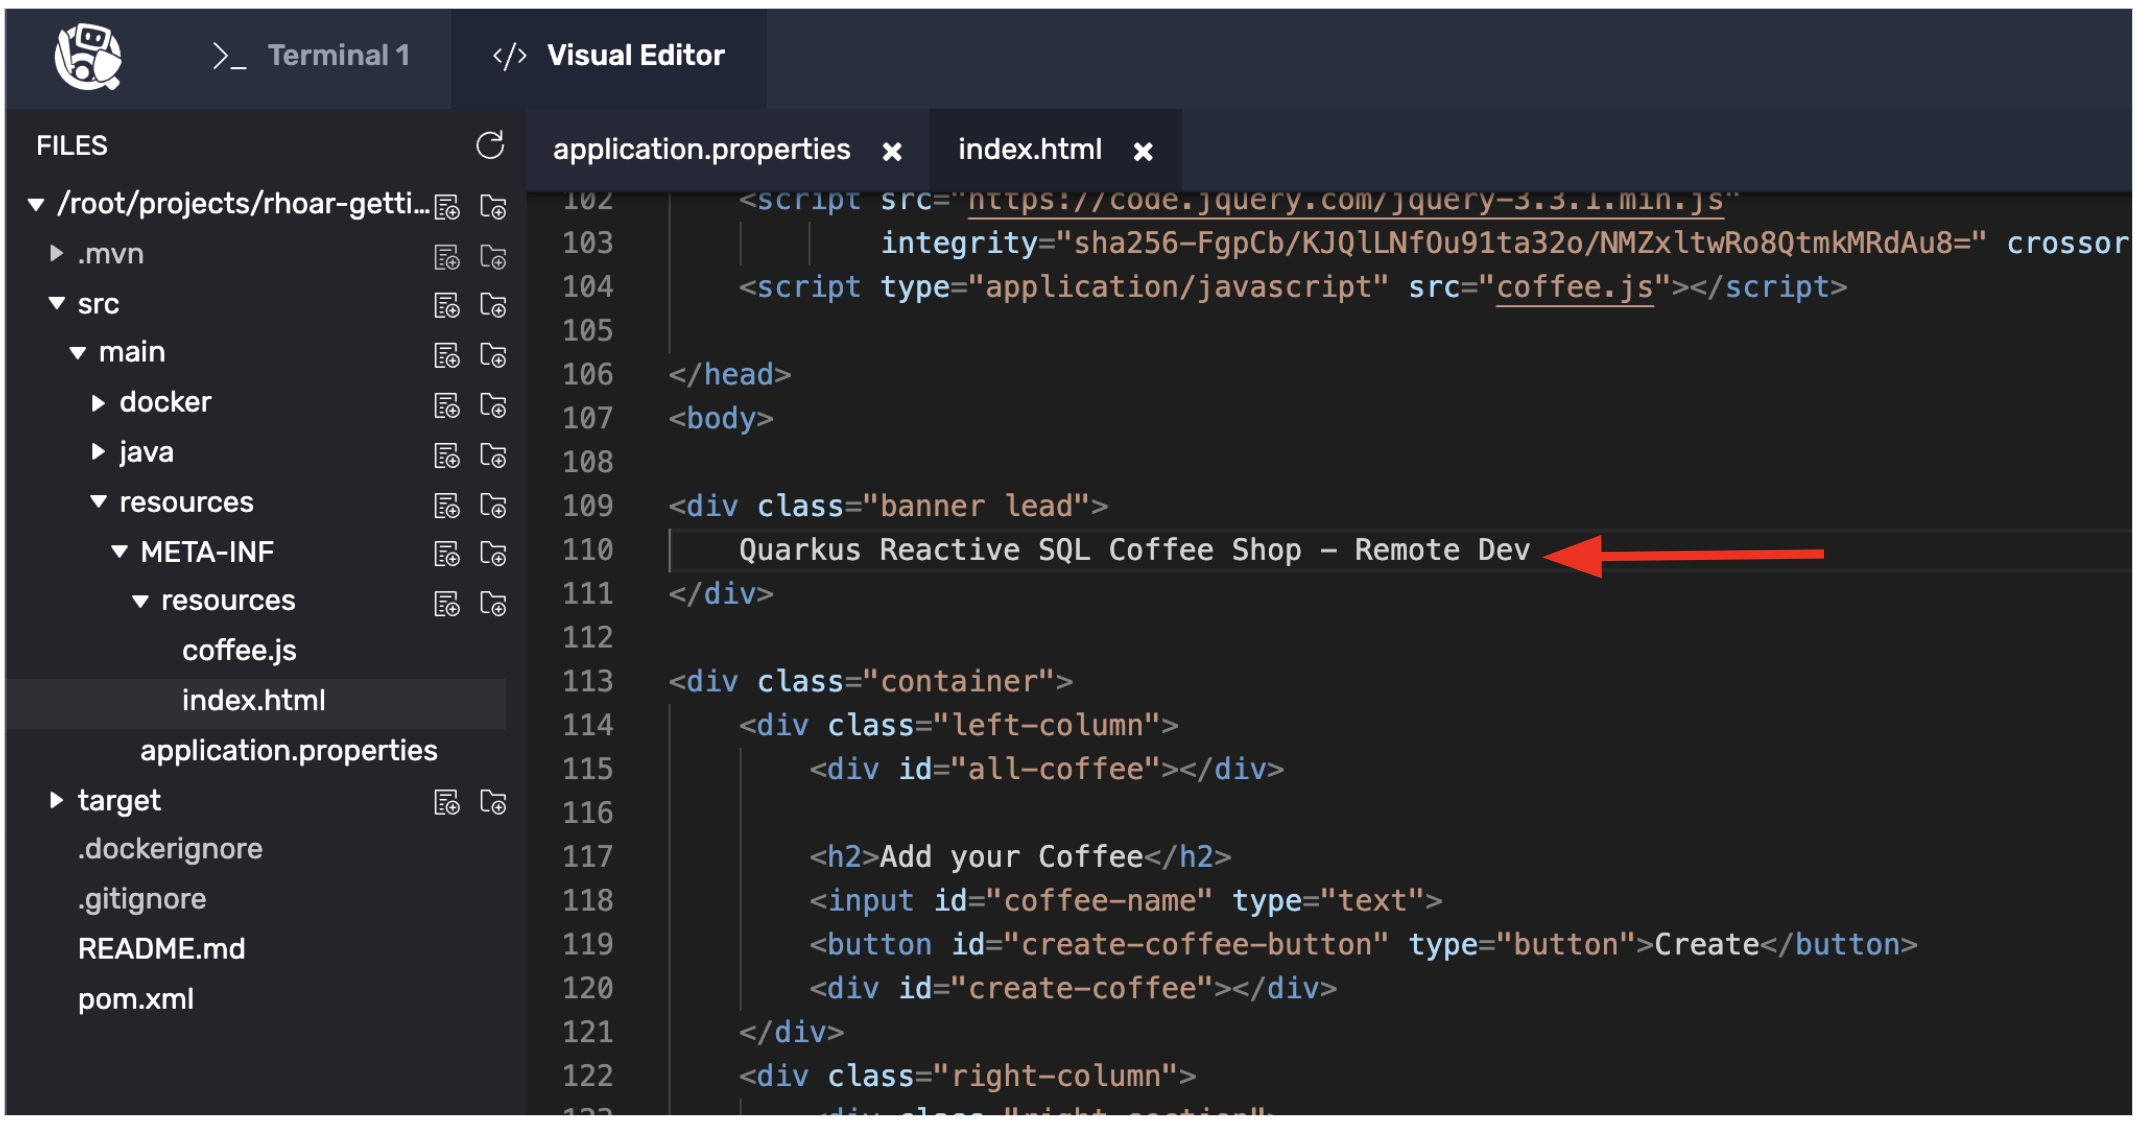 >_ Terminal 1
</> Visual Editor
FILES
application.properties ×
index.html ×
/root/projects/rhoar-getti...
.mvn
src
main
docker
java
resources
META-INF
resources
coffee.js
index.html
application.properties
target
.dockerignore
.gitignore
README.md
pom.xml
102 <script src="https://code.jquery.com/jquery-3.3.1.min.js"
103 integrity="sha256-FgpCb/KJQlLNfOu91ta32o/NMZxltwRo8QtmkMRdAu8=" crossor
104 <script type="application/javascript" src="coffee.js"></script>
105
106 </head>
107 <body>
108
109 <div class="banner lead">
110 Quarkus Reactive SQL Coffee Shop - Remote Dev
111 </div>
112
113 <div class="container">
114 <div class="left-column">
115 <div id="all-coffee"></div>
116
117 <h2>Add your Coffee</h2>
118 <input id="coffee-name" type="text">
119 <button id="create-coffee-button" type="button">Create</button>
120 <div id="create-coffee"></div>
121 </div>
122 <div class="right-column">
123 <div class="right-section">